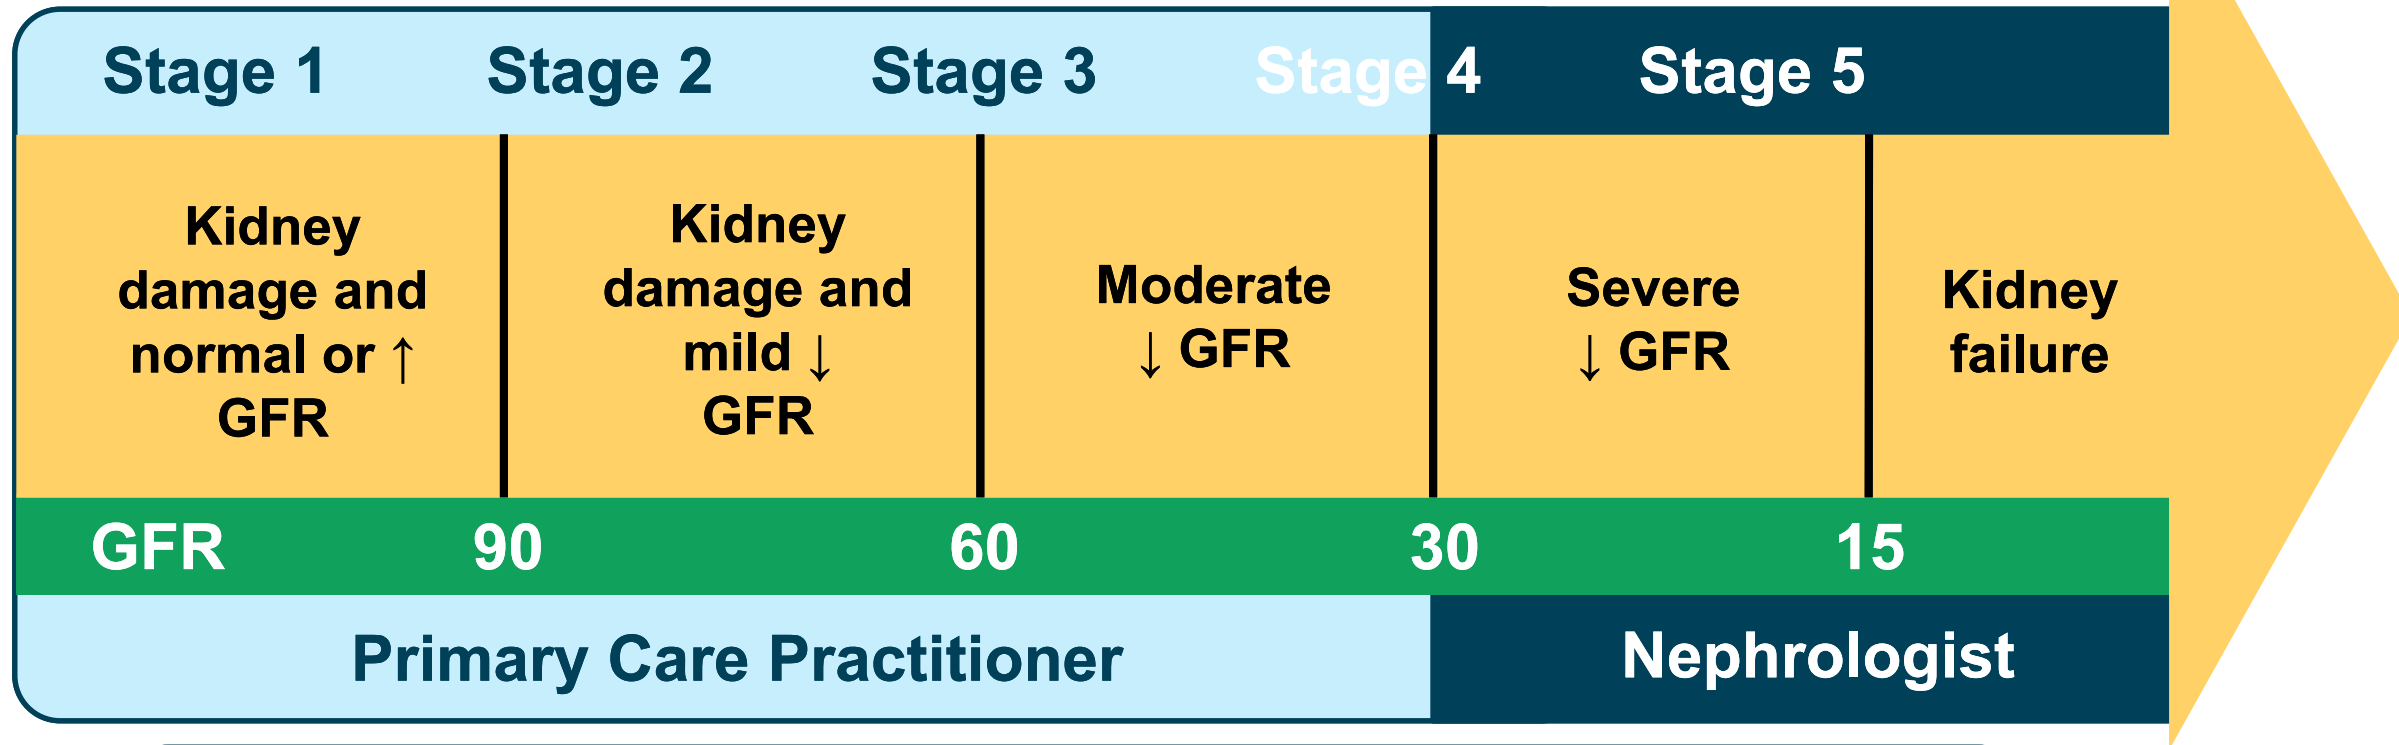 Stage 1 Stage 2 Stage 3 Stage 4 Stage 5
Kidney
damage and
normal or ↑
GFR
Kidney
damage and
mild ↓
GFR
Moderate
↓ GFR
Severe
↓ GFR
Kidney
failure
GFR 90 60 30 15
Primary Care Practitioner
Nephrologist